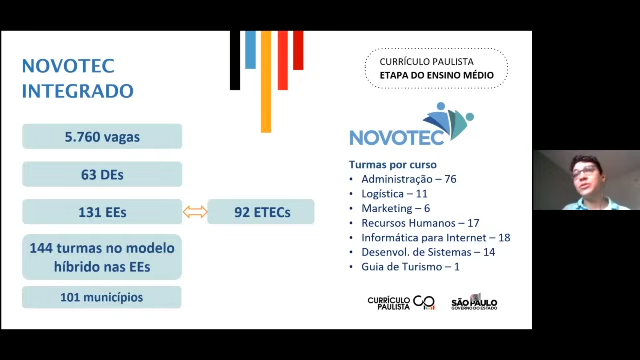 NOVOTEC
INTEGRADO
5.760 vagas
63 DEs
131 EEs
92 ETECs
144 turmas no modelo
híbrido nas EEs
101 municípios
CURRÍCULO PAULISTA
ETAPA DO ENSINO MÉDIO
NOVOTEC
Turmas por curso
• Administração – 76
• Logística – 11
• Marketing – 6
• Recursos Humanos – 17
• Informática para Internet – 18
• Desenvol. de Sistemas – 14
• Guia de Turismo – 1
CURRÍCULO
PAULISTA
SÃO PAULO
GOVERNO DO ESTADO